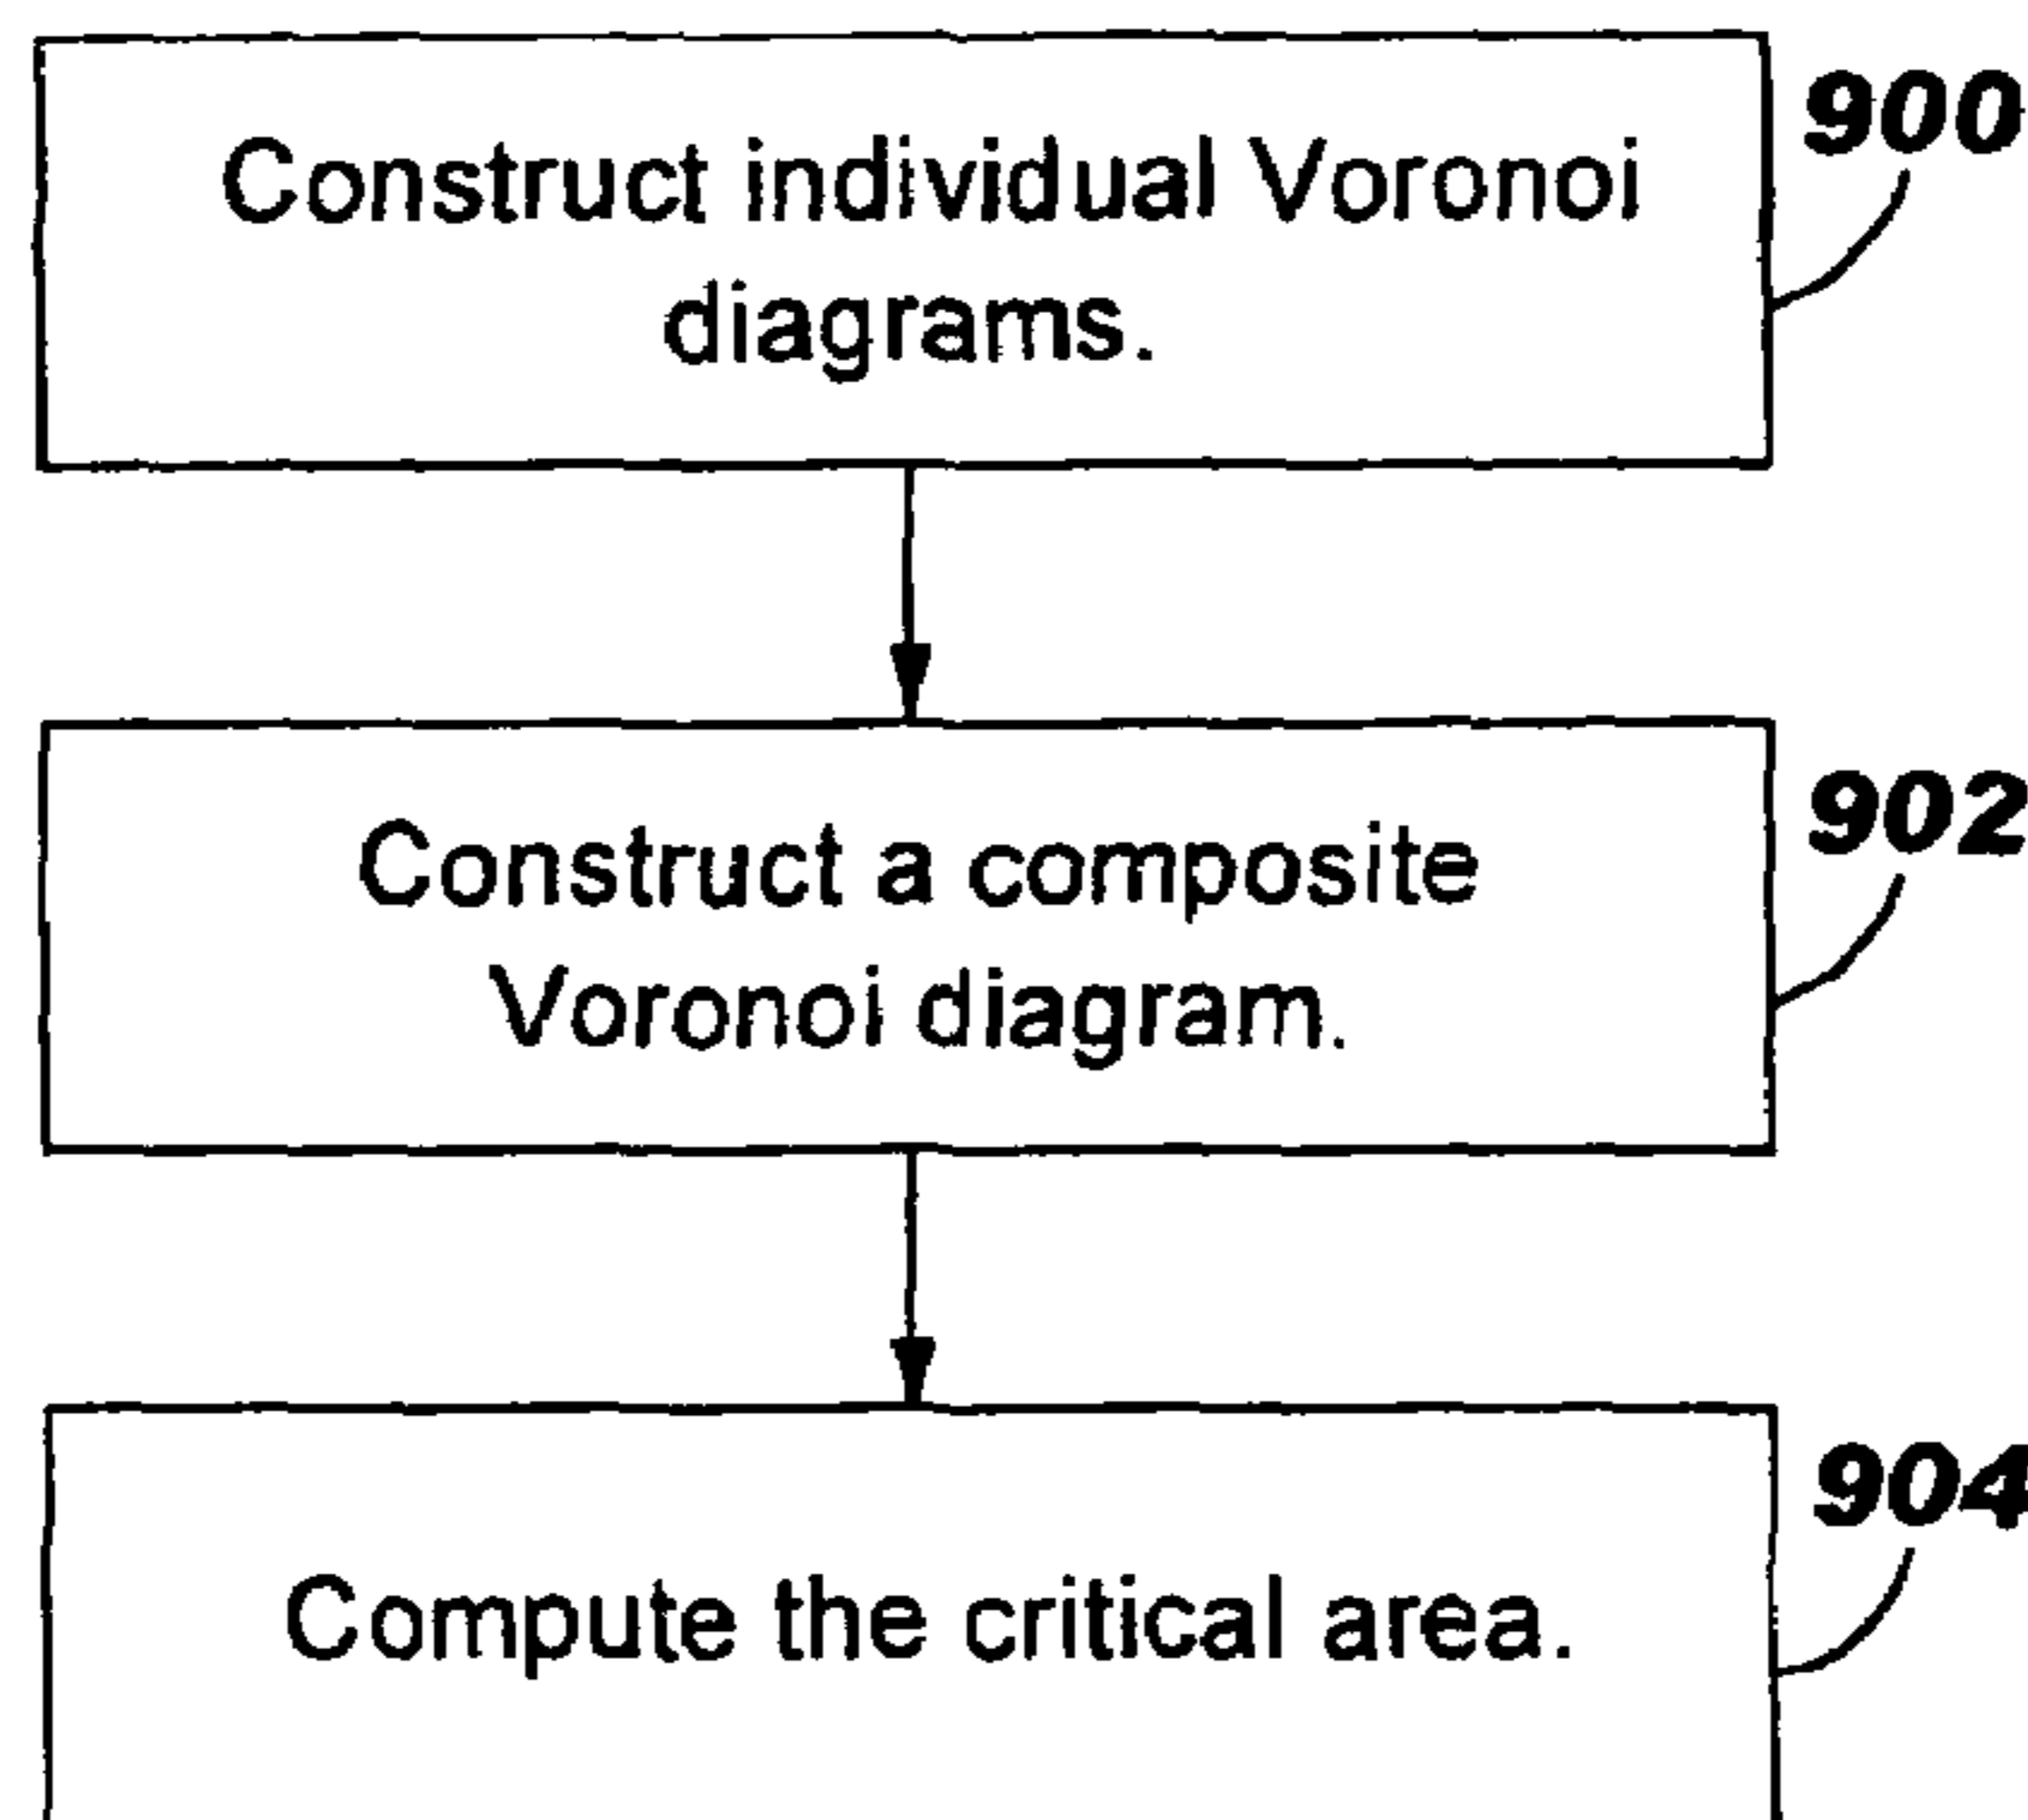 Construct individual Voronoi
diagrams.
900
Construct a composite
Voronoi diagram.
902
Compute the critical area.
904